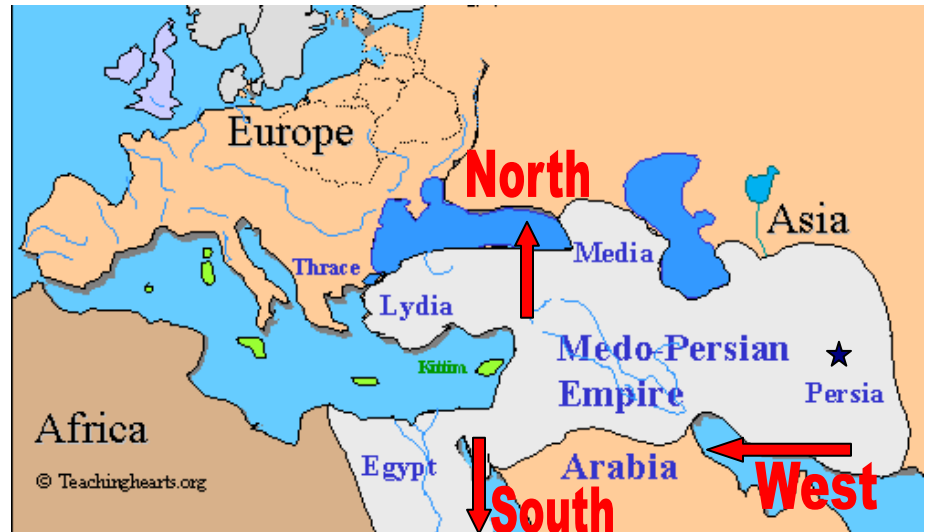 Europe
North
Asia
Thrace
Media
Lydia
Medo-Persian
Empire
Kittim
Persia
Africa
Egypt
Arabia
West
© Teachinghearts.org
South